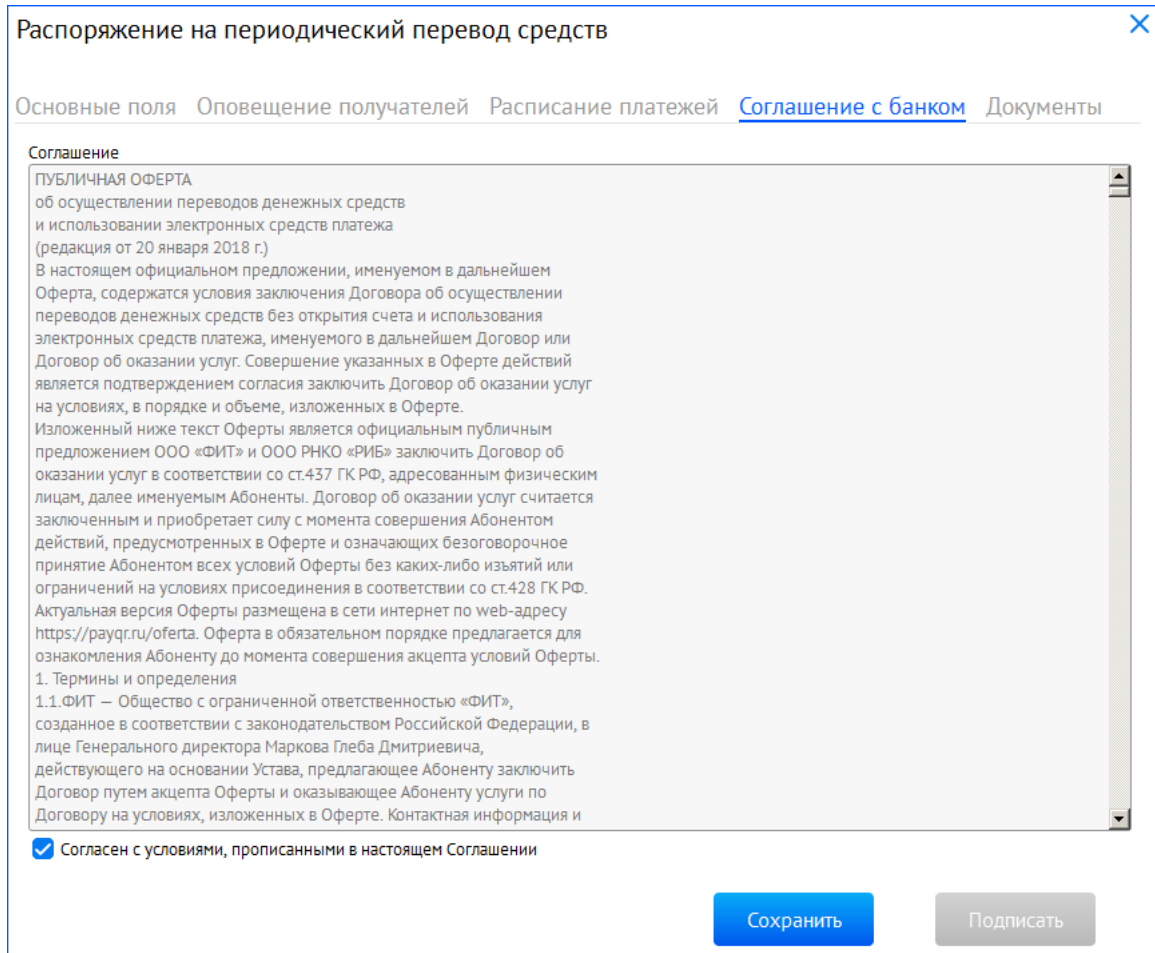 Распоряжение на периодический перевод средств
Основные поля Оповещение получателей Расписание платежей Соглашение с банком Документы
Соглашение
ПУБЛИЧНАЯ ОФЕРТА
об осуществлении переводов денежных средств
и использовании электронных средств платежа
(редакция от 20 января 2018 г.)
В настоящем официальном предложении, именуемом в дальнейшем
Оферта, содержатся условия заключения Договора об осуществлении
переводов денежных средств без открытия счета и использования
электронных средств платежа, именуемого в дальнейшем Договор или
Договор об оказании услуг. Совершение указанных в Оферте действий
является подтверждением согласия заключить Договор об оказании услуг
на условиях, в порядке и объеме, изложенных в Оферте.
Изложенный ниже текст Оферты является официальным публичным
предложением ООО «ФИТ» и ООО РНКО «РИБ» заключить Договор об
оказании услуг в соответствии со ст.437 ГК РФ, адресованным физическим
лицам, далее именуемым Абоненты. Договор об оказании услуг считается
заключенным и приобретает силу с момента совершения Абонентом
действий, предусмотренных в Оферте и означающих безоговорочное
принятие Абонентом всех условий Оферты без каких-либо изъятий или
ограничений на условиях присоединения в соответствии со ст.428 ГК РФ.
Актуальная версия Оферты размещена в сети интернет по web-адресу
https://payqr.ru/oferta. Оферта в обязательном порядке предлагается для
ознакомления Абоненту до момента совершения акцепта условий Оферты.
1. Термины и определения
1.1.ФИТ — Общество с ограниченной ответственностью «ФИТ»,
созданное в соответствии с законодательством Российской Федерации, в
лице Генерального директора Маркова Глеба Дмитриевича,
действующего на основании Устава, предлагающее Абоненту заключить
Договор путем акцепта Оферты и оказывающее Абоненту услуги по
Договору на условиях, изложенных в Оферте. Контактная информация и
Согласен с условиями, прописанными в настоящем Соглашении
Сохранить Подписать